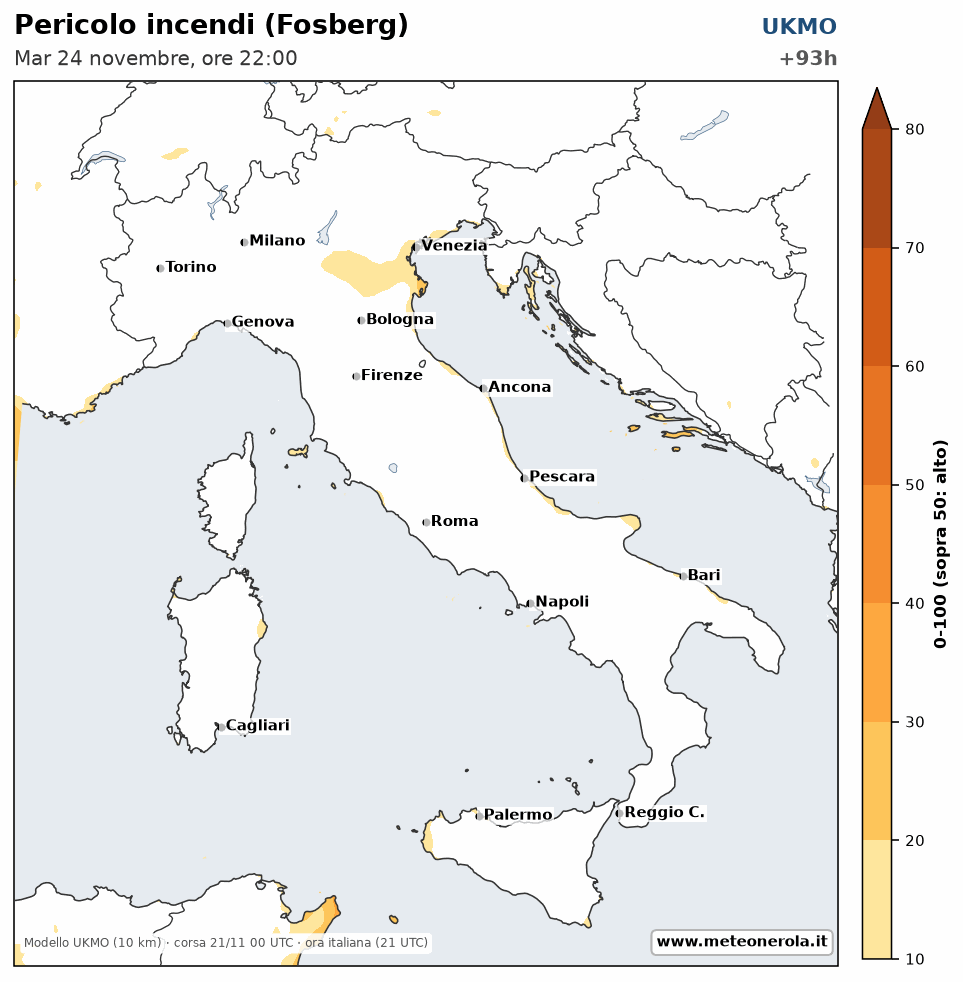 Pericolo incendi (Fosberg)
UKMO
Mar 24 novembre, ore 22:00
+93h
Milano
Venezia
Torino
Genova
Bologna
Firenze
Ancona
Pescara
Roma
Bari
Napoli
Cagliari
Palermo
Reggio C.
80
70
60
50
40
30
20
10
0-100 (sopra 50: alto)
Modello UKMO (10 km) · corsa 21/11 00 UTC · ora italiana (21 UTC)
www.meteonerola.it